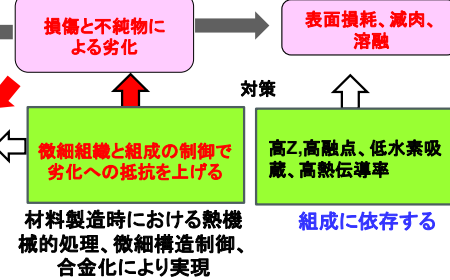 損傷と不純物に
よる劣化
表面損耗、減肉、
溶融
対策
微細組織と組成の制御で
劣化への抵抗を上げる
高Z,高融点、低水素吸
蔵、高熱伝導率
材料製造時における熱機
械的処理、微細構造制御、
合金化により実現
組成に依存する